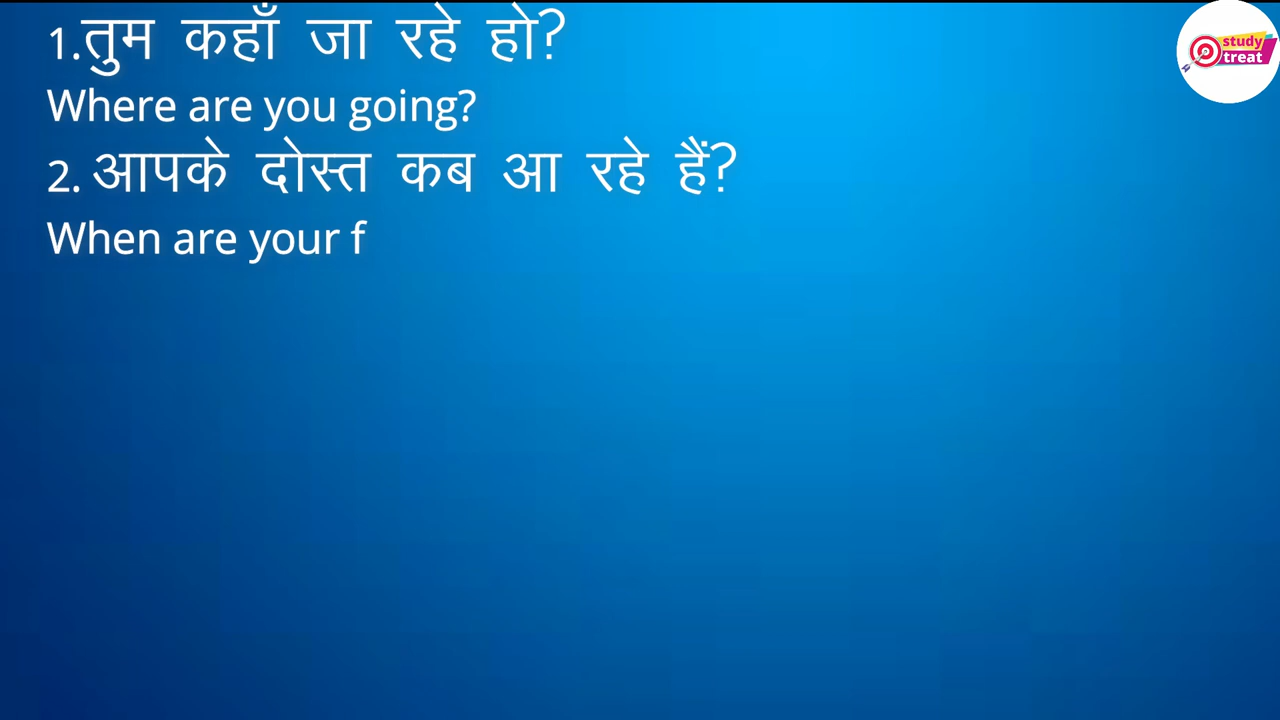 1.तुम कहाँ जा रहे हो?
Where are you going?
2. आपके दोस्त कब आ रहे हैं?
When are your f
study
treat